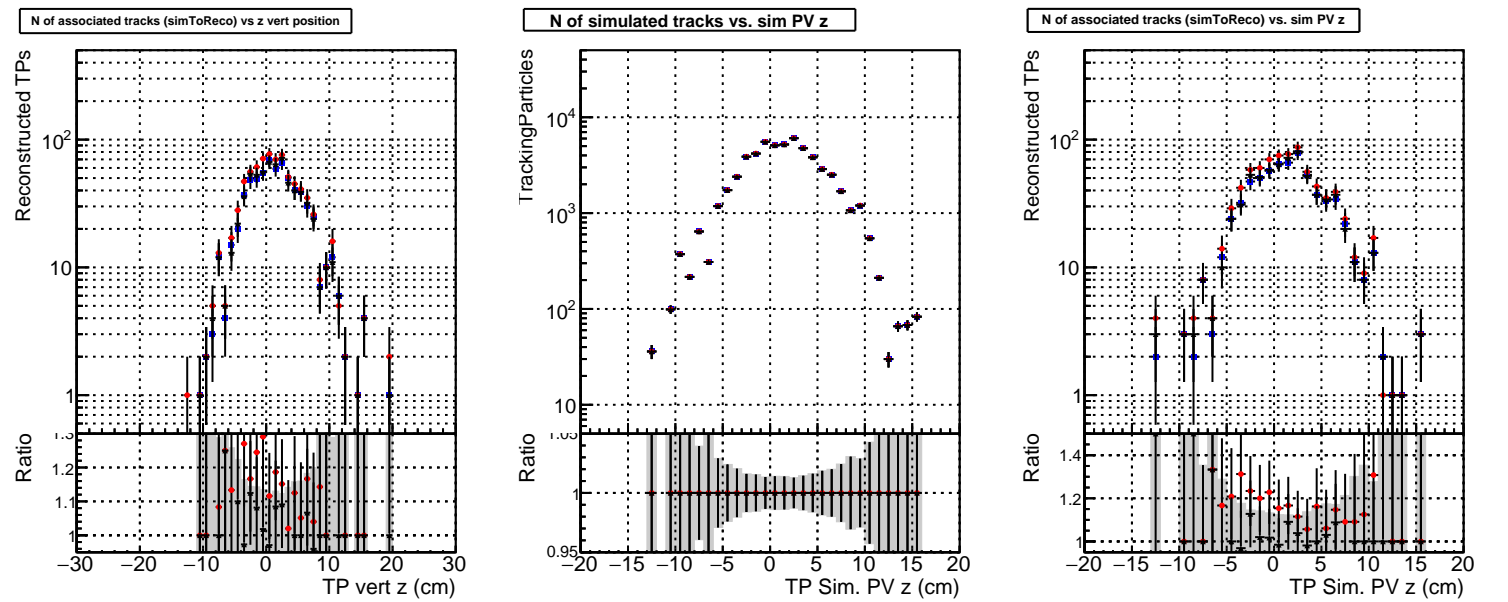 N of associated tracks (simToReco) vs z vert position
Reconstructed TPs
10²
10
1
Ratio
1.3
1.2
1.1
1
−30 −20 −10 0 10 20 30
TP vert z (cm)
N of simulated tracks vs. sim PV z
TrackingParticles
10⁴
10³
10²
10
Ratio
1.05
1
0.95
−20 −15 −10 −5 0 5 10 15 20
TP Sim. PV z (cm)
N of associated tracks (simToReco) vs. sim PV z
Reconstructed TPs
10²
10
1
Ratio
1.4
1.2
1
−20 −15 −10 −5 0 5 10 15 20
TP Sim. PV z (cm)